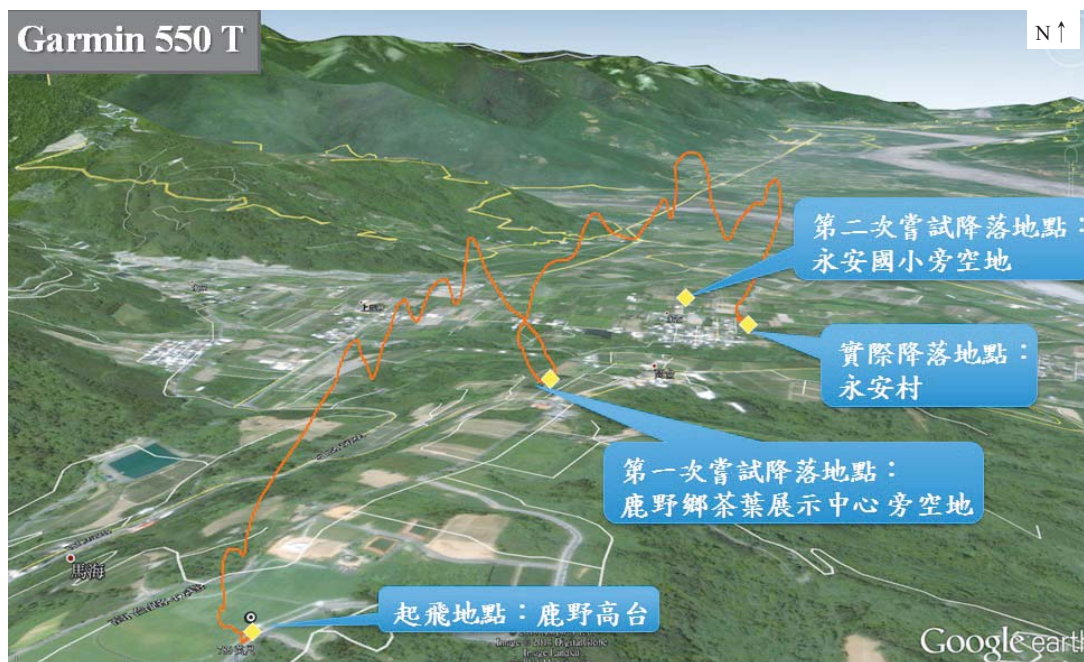 Garmin 550 T
N↑
第二次嘗試降落地點：
永安國小旁空地
實際降落地點：
永安村
第一次嘗試降落地點：
鹿野鄉茶葉展示中心 旁空地
馬海
起飛地點：鹿野高台
Google earth